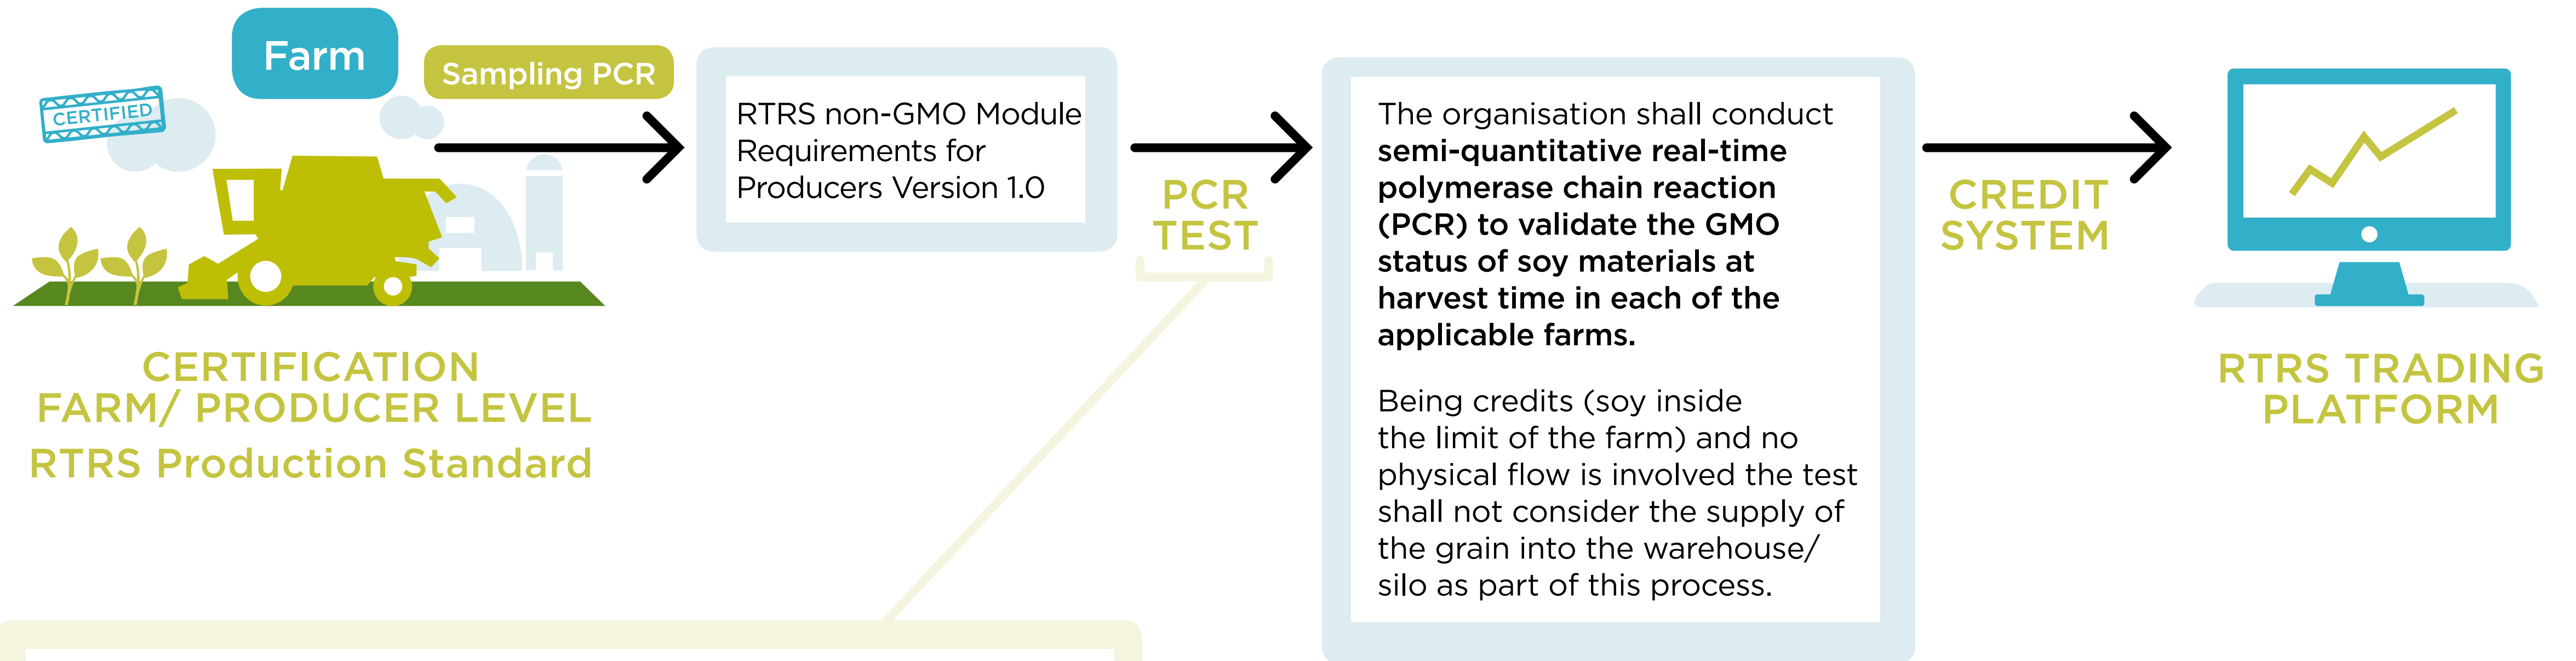 Farm
Sampling PCR
CERTIFIED
CERTIFICATION
FARM/ PRODUCER LEVEL
RTRS Production Standard
RTRS non-GMO Module
Requirements for
Producers Version 1.0
PCR
TEST
The organisation shall conduct
semi-quantitative real-time
polymerase chain reaction
(PCR) to validate the GMO
status of soy materials at
harvest time in each of the
applicable farms.
Being credits (soy inside
the limit of the farm) and no
physical flow is involved the test
shall not consider the supply of
the grain into the warehouse/
silo as part of this process.
CREDIT
SYSTEM
RTRS TRADING
PLATFORM